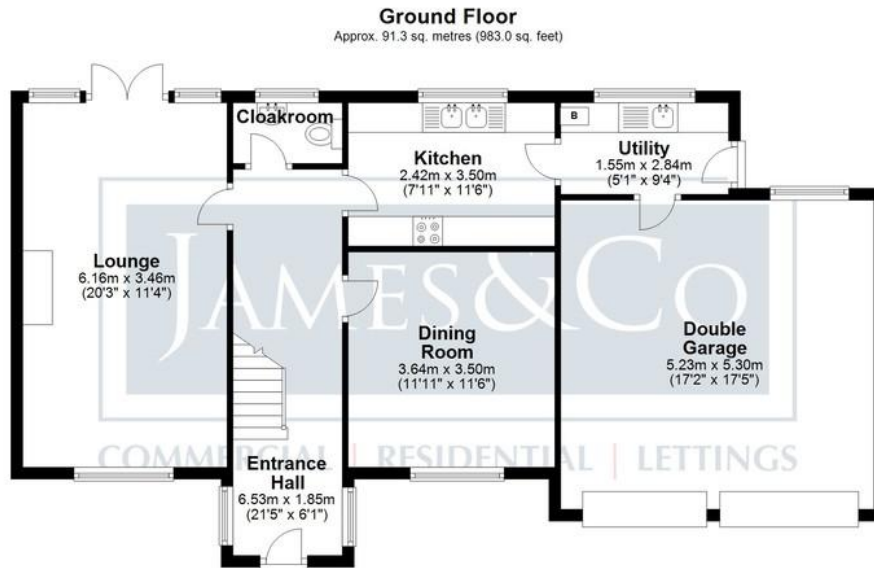 Ground Floor
Approx. 91.3 sq. metres (983.0 sq. feet)
Cloakroom
Kitchen
2.42m x 3.50m
(7'11" x 11'6")
B
Utility
1.55m x 2.84m
(5'1" x 9'4")
Lounge
6.16m x 3.46m
(20'3" x 11'4")
JAMES&CO
Dining
Room
3.64m x 3.50m
(11'11" x 11'6")
Double
Garage
5.23m x 5.30m
(17'2" x 17'5")
COMMERCIAL | RESIDENTIAL | LETTINGS
Entrance
Hall
6.53m x 1.85m
(21'5" x 6'1")